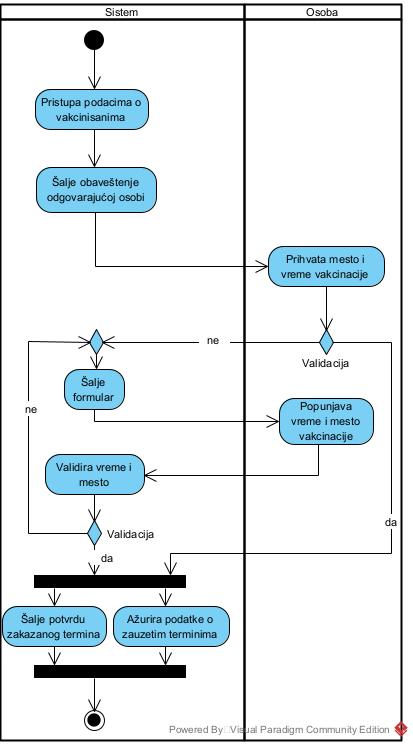 Sistem
Osoba
Pristupa podacima o
vakcinisanima
Šalje obaveštenje
odgovarajućoj osobi
Prihvata mesto i
vreme vakcinacije
ne
Validacija
Šalje
formular
ne
Popunjava
vreme i mesto
vakcinacije
Validira vreme i
mesto
Validacija
da
da
Šalje potvrdu
zakazanog termina
Ažurira podatke o
zauzetim terminima
Powered By Visual Paradigm Community Edition